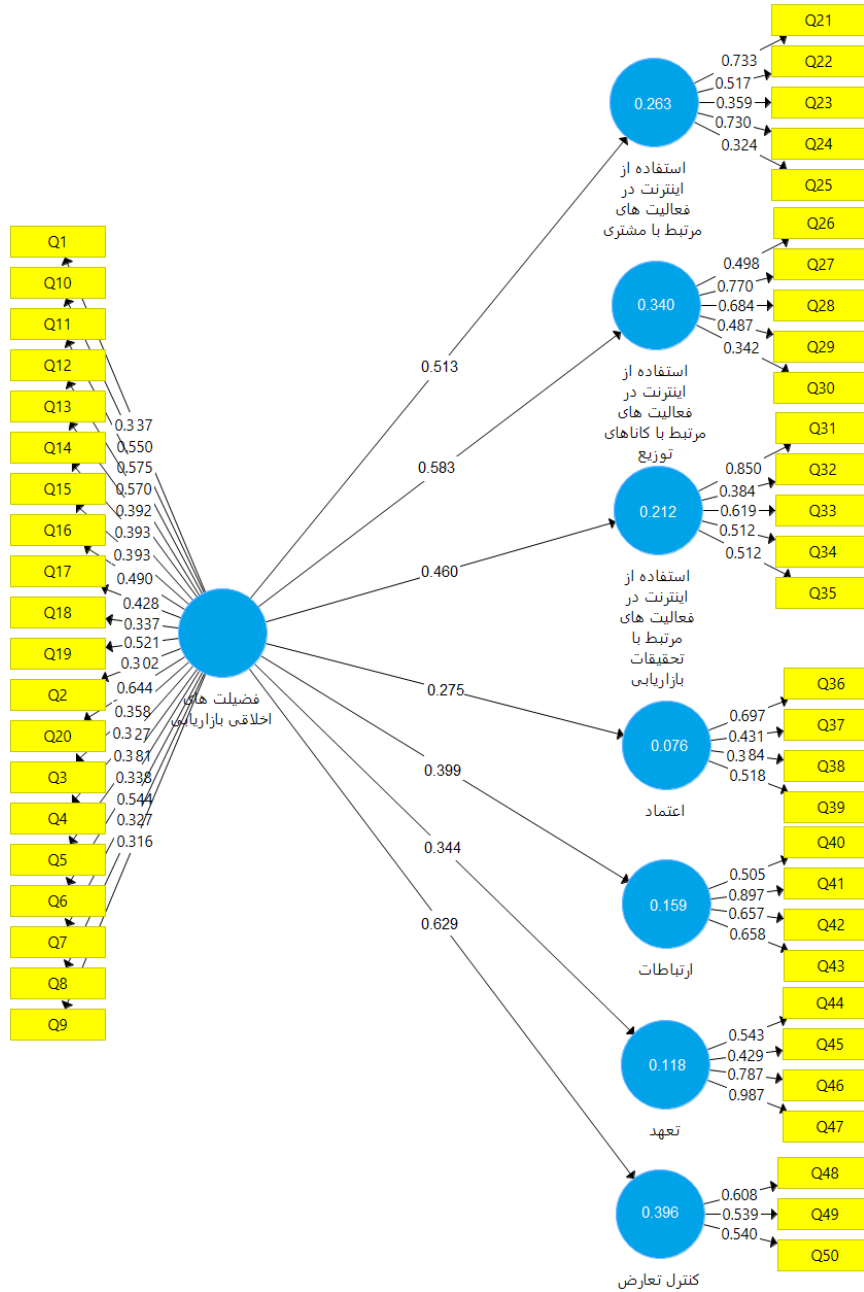 Q1
Q10
Q11
Q12
Q13
Q14
Q15
Q16
Q17
Q18
Q19
Q2
Q20
Q3
Q4
Q5
Q6
Q7
Q8
Q9
0.337
0.550
0.575
0.570
0.392
0.393
0.393
0.490
0.428
0.337
0.521
0.302
0.644
0.358
0.327
0.381
0.338
0.544
0.327
0.316
فضیلت های
اخلاقی بازاریابی
0.513
0.583
0.460
0.275
0.399
0.344
0.629
0.263
استفاده از
اینترنت در
فعالیت های
مرتبط با مشتری
0.733
0.517
0.359
0.730
0.324
Q21
Q22
Q23
Q24
Q25
0.340
استفاده از
اینترنت در
فعالیت های
مرتبط با کاناهای
توزیع
0.498
0.770
0.684
0.487
0.342
Q26
Q27
Q28
Q29
Q30
0.212
استفاده از
اینترنت در
فعالیت های
مرتبط با
تحقیقات
بازاریابی
0.850
0.384
0.619
0.512
0.512
Q31
Q32
Q33
Q34
Q35
0.076
اعتماد
0.697
0.431
0.384
0.518
Q36
Q37
Q38
Q39
0.159
ارتباطات
0.505
0.897
0.657
0.658
Q40
Q41
Q42
Q43
0.118
تعهد
0.543
0.429
0.787
0.987
Q44
Q45
Q46
Q47
0.396
کنترل تعارض
0.608
0.539
0.540
Q48
Q49
Q50